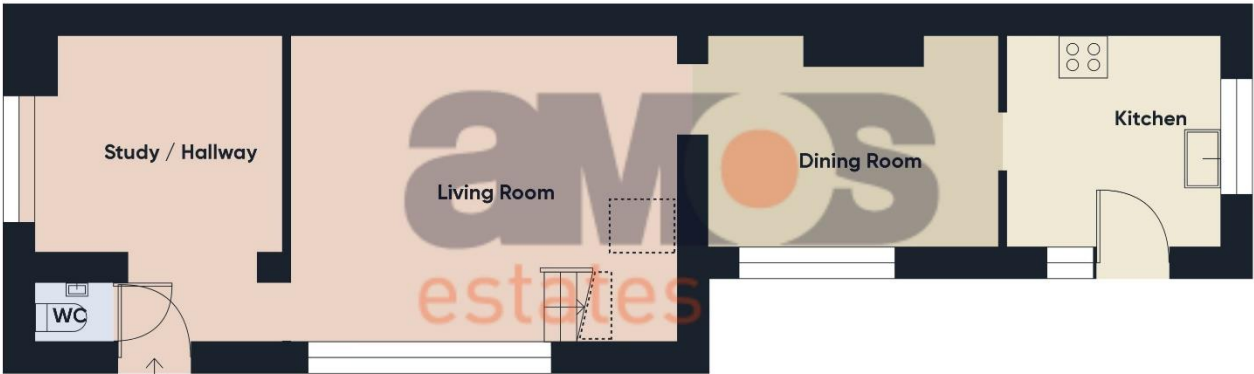 Study / Hallway
Living Room
Dining Room
Kitchen
WC
amos
estates